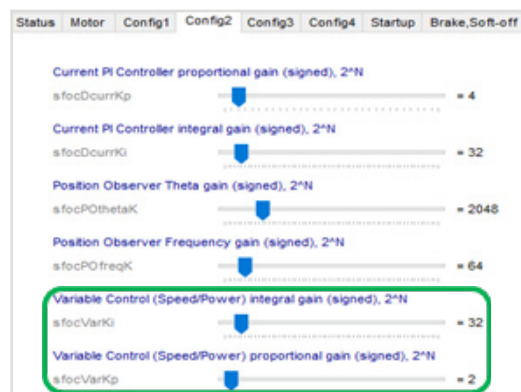 Status Motor Config1 Config2 Config3 Config4 Startup Brake,Soft-off
Current PI Controller proportional gain (signed), 2^N
sfocDcurrKp = 4
Current PI Controller integral gain (signed), 2^N
sfocDcurrKi = 32
Position Observer Theta gain (signed), 2^N
sfocPOthetaK = 2048
Position Observer Frequency gain (signed), 2^N
sfocPOfreqK = 64
Variable Control (Speed/Power) integral gain (signed), 2^N
sfocVarKi = 32
Variable Control (Speed/Power) proportional gain (signed), 2^N
sfocVarKp = 2